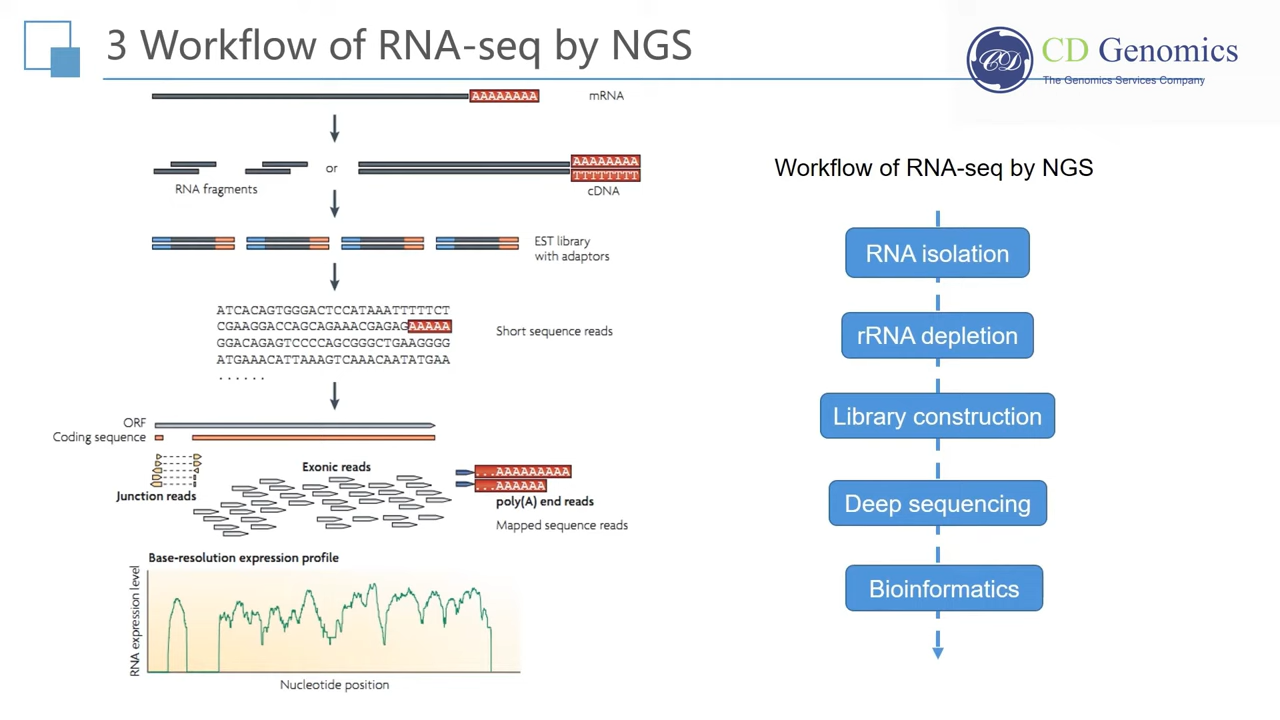 3 Workflow of RNA-seq by NGS
CD Genomics
The Genomics Services Company
AAAAAAAA
mRNA
RNA fragments
or
AAAAAAAA
TTTTTTTT
cDNA
EST library
with adaptors
ATCACAGTGGGACTCCATAAATTTTTCT
CGAAGGACCAGCAGAAACGAGAGAAAAA
GGACAGAGTCCCCAGCGGGCTGAAGGGG
ATGAAACATTAAAGTCAAACAATATGAA
......
Short sequence reads
ORF
Coding sequence
Junction reads
Exonic reads
...AAAAAAAAA
...AAAAAA
poly(A) end reads
Mapped sequence reads
Base-resolution expression profile
RNA expression level
Nucleotide position
Workflow of RNA-seq by NGS
RNA isolation
rRNA depletion
Library construction
Deep sequencing
Bioinformatics